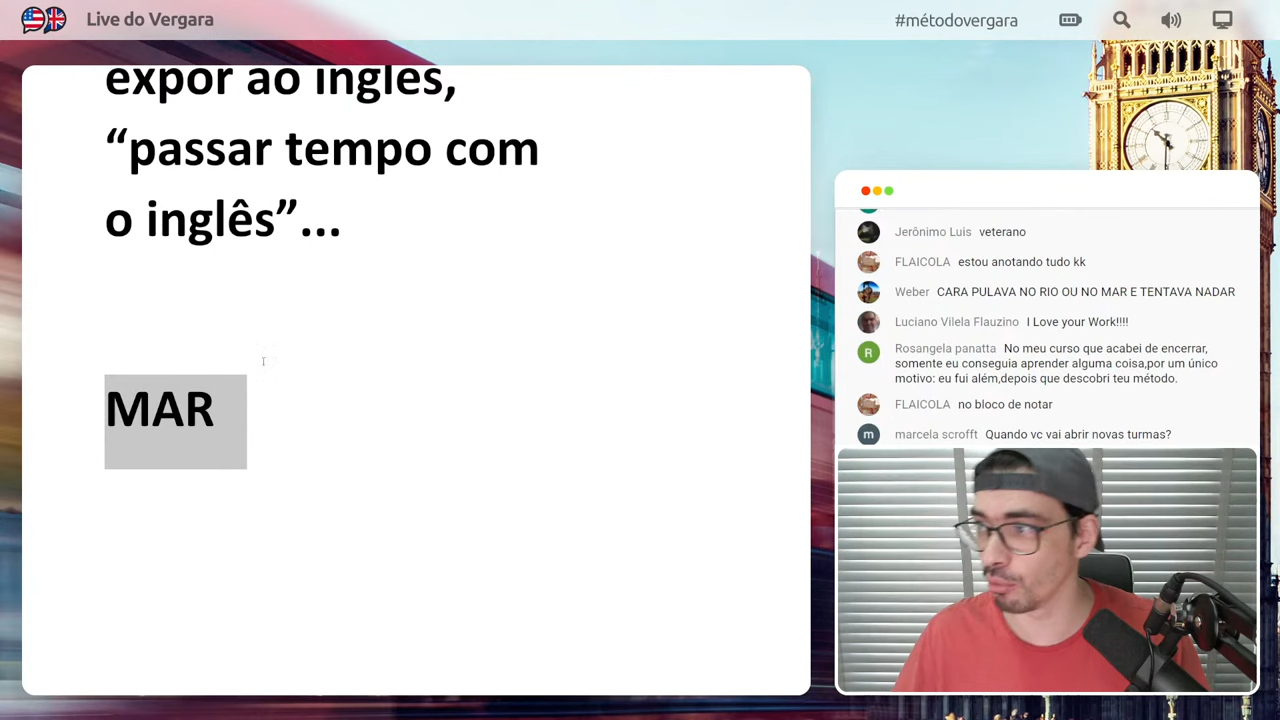 Live do Vergara
#métodovergara
expor ao inglês,
“passar tempo com
o inglês”...
MAR
Jerônimo Luis veterano
FLAICOLA estou anotando tudo kk
Weber CARA PULAVA NO RIO OU NO MAR E TENTAVA NADAR
Luciano Vilela Flauzino I Love your Work!!!!
R
Rosangela panatta No meu curso que acabei de encerrar,
somente eu conseguia aprender alguma coisa,por um único
motivo: eu fui além,depois que descobri teu método.
FLAICOLA no bloco de notar
m
marcela scrofft Quando vc vai abrir novas turmas?